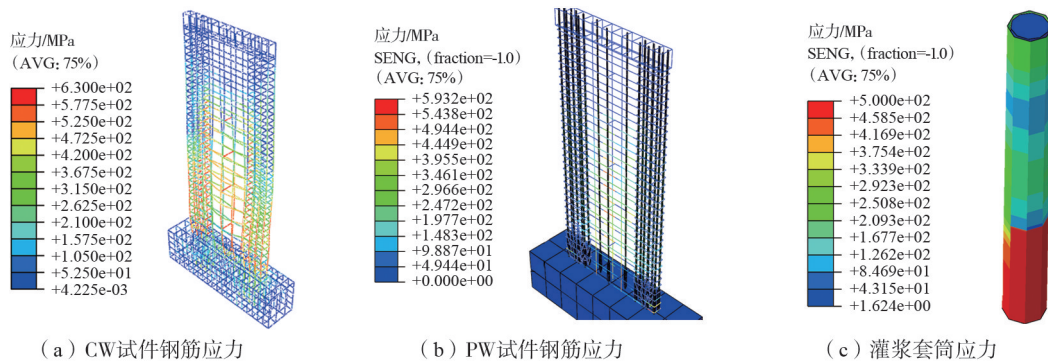 应力/MPa
(AVG: 75%)
+6.300e+02
+5.775e+02
+5.250e+02
+4.725e+02
+4.200e+02
+3.675e+02
+3.150e+02
+2.625e+02
+2.100e+02
+1.575e+02
+1.050e+02
+5.250e+01
+4.225e-03
(a)CW试件钢筋应力
应力/MPa
SENG, (fraction=-1.0)
(AVG: 75%)
+5.932e+02
+5.438e+02
+4.944e+02
+4.449e+02
+3.955e+02
+3.461e+02
+2.966e+02
+2.472e+02
+1.977e+02
+1.483e+02
+9.887e+01
+4.944e+01
+0.000e+00
(b)PW试件钢筋应力
应力/MPa
SENG, (fraction=-1.0)
(AVG: 75%)
+5.000e+02
+4.585e+02
+4.169e+02
+3.754e+02
+3.339e+02
+2.923e+02
+2.508e+02
+2.093e+02
+1.677e+02
+1.262e+02
+8.469e+01
+4.315e+01
+1.624e+00
(c)灌浆套筒应力